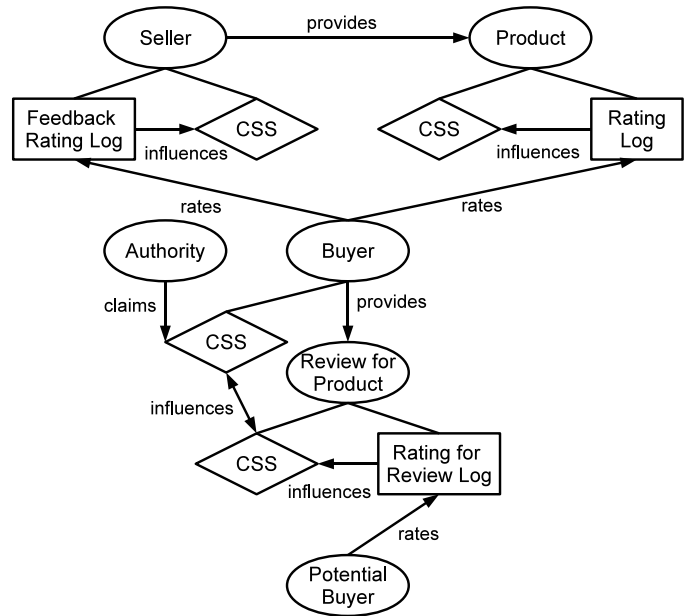 provides
Seller
Product
Feedback
Rating Log
CSS
CSS
Rating
Log
influences
influences
rates
rates
Authority
Buyer
claims
provides
CSS
Review for
Product
influences
CSS
Rating for
Review Log
influences
rates
Potential
Buyer